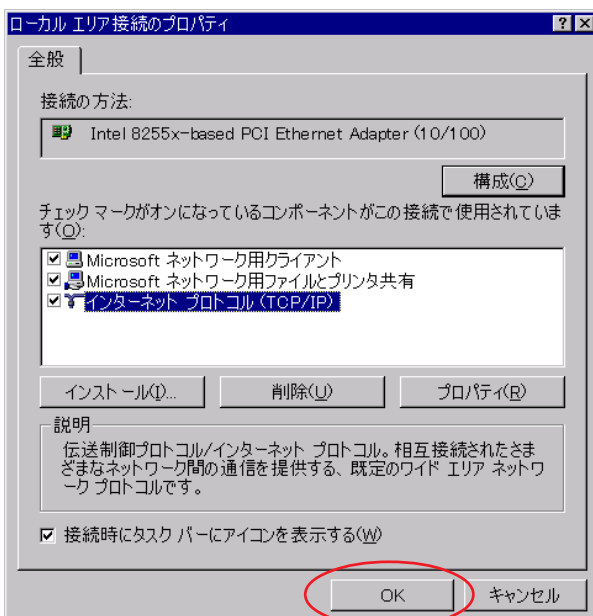 ローカル エリア接続のプロパティ
全般
接続の方法:
Intel 8255x-based PCI Ethernet Adapter (10/100)
構成(C)
チェック マークがオンになっているコンポーネントがこの接続で使用されていま
す(O):
Microsoft ネットワーク用クライアント
Microsoft ネットワーク用ファイルとプリンタ共有
インターネット プロトコル (TCP/IP)
インストール(I)... 削除(U) プロパティ(R)
説明
伝送制御プロトコル/インターネット プロトコル。相互接続されたさま
ざまなネットワーク間の通信を提供する、既定のワイド エリア ネットワ
ーク プロトコルです。
接続時にタスク バーにアイコンを表示する(W)
OK キャンセル